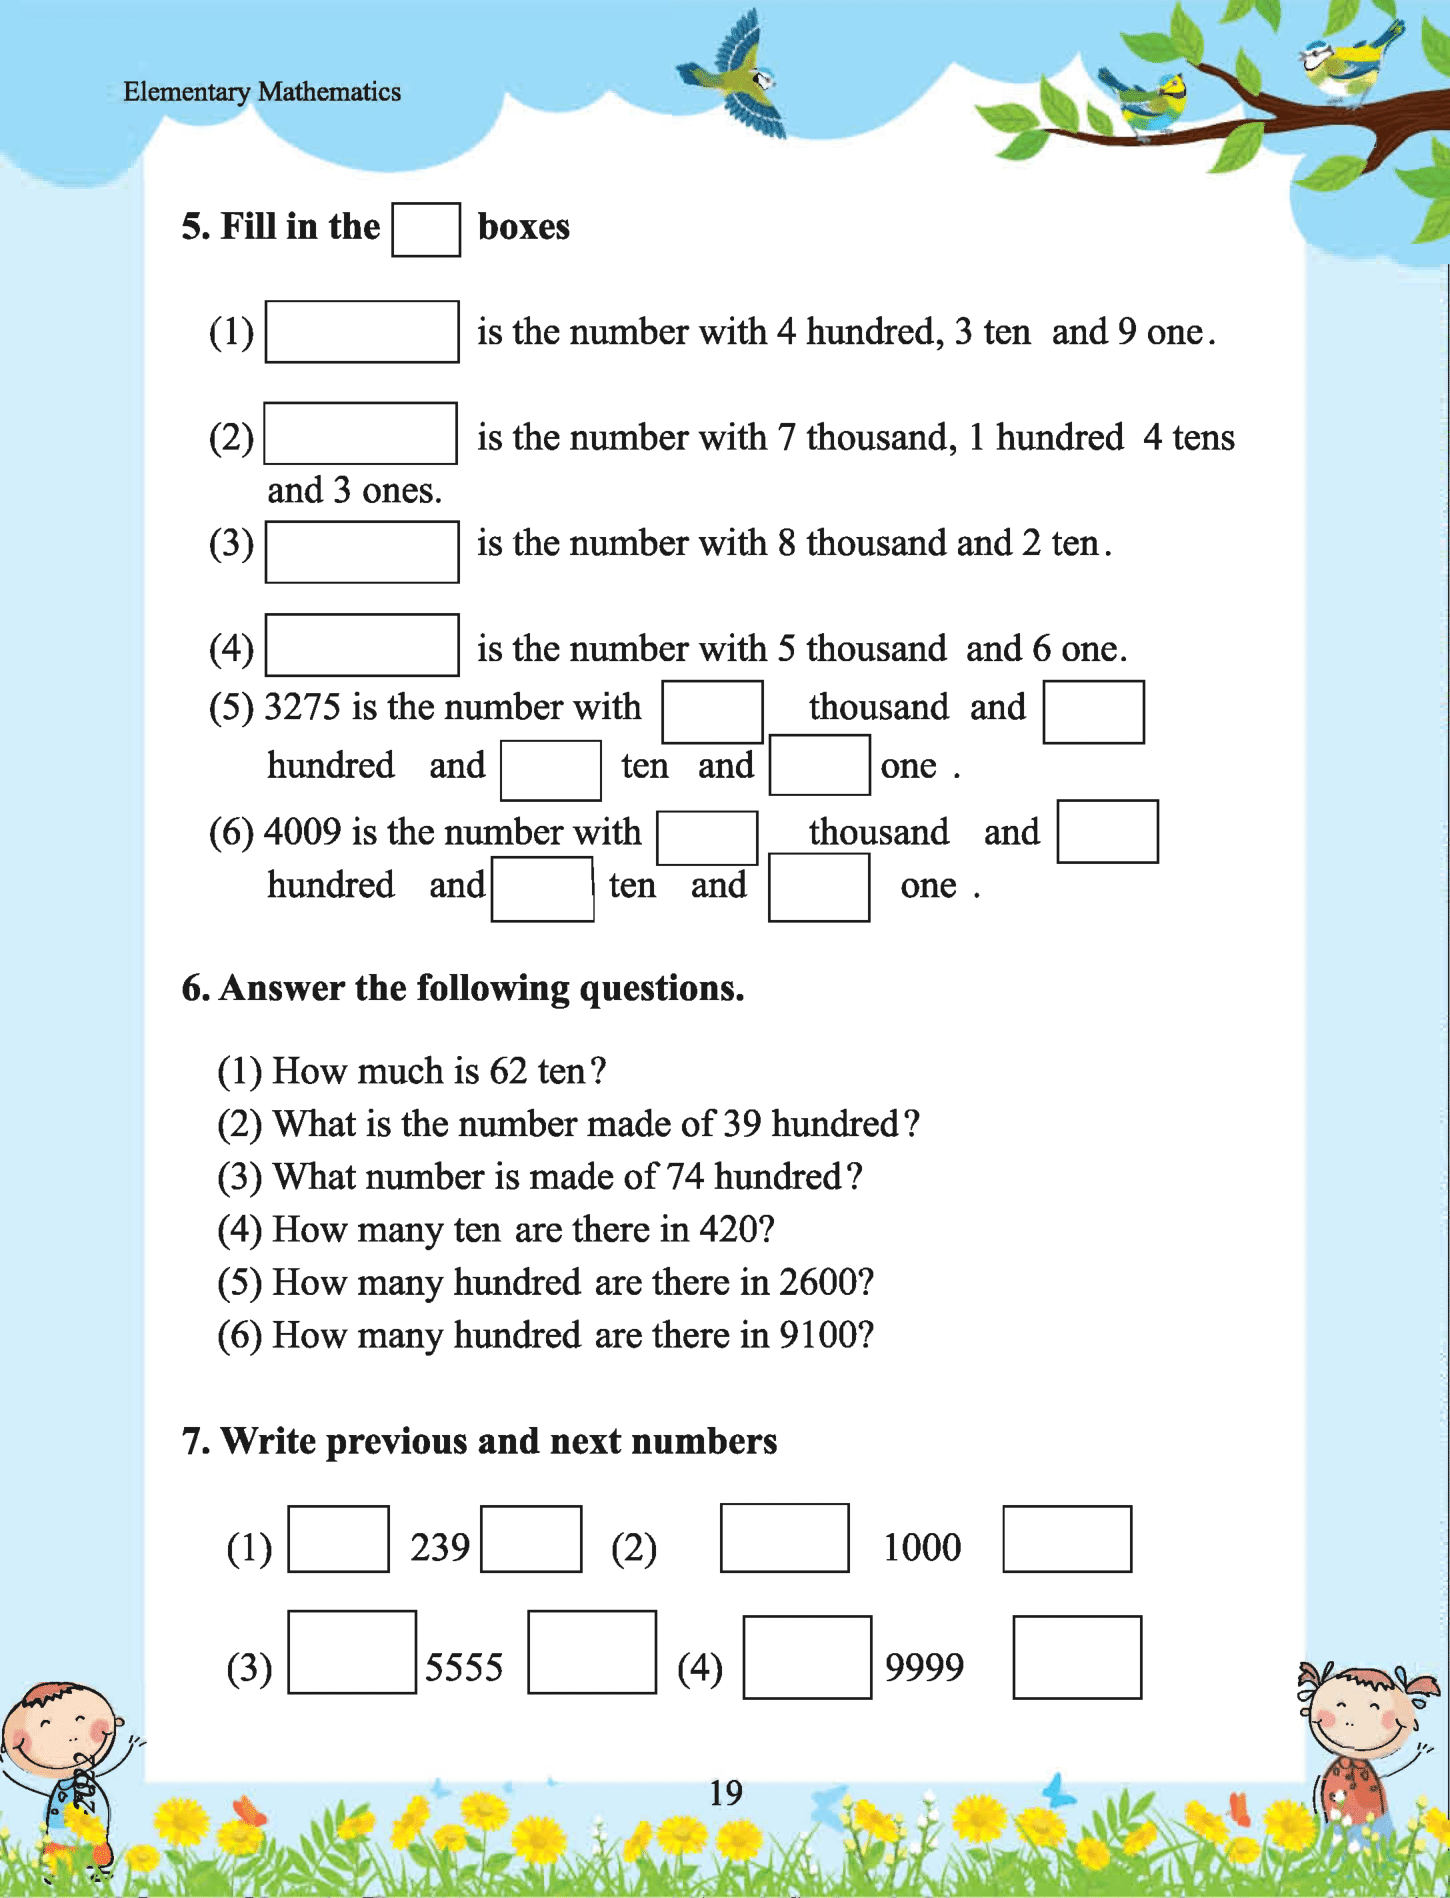 Elementary Mathematics
5. Fill in the boxes
(1) is the number with 4 hundred, 3 ten and 9 one.
(2) is the number with 7 thousand, 1 hundred 4 tens
and 3 ones.
(3) is the number with 8 thousand and 2 ten.
(4) is the number with 5 thousand and 6 one.
(5) 3275 is the number with thousand and
hundred and ten and one .
(6) 4009 is the number with thousand and
hundred and ten and one .
6. Answer the following questions.
(1) How much is 62 ten?
(2) What is the number made of 39 hundred?
(3) What number is made of 74 hundred?
(4) How many ten are there in 420?
(5) How many hundred are there in 2600?
(6) How many hundred are there in 9100?
7. Write previous and next numbers
(1) 239 (2) 1000
(3) 5555 (4) 9999
19